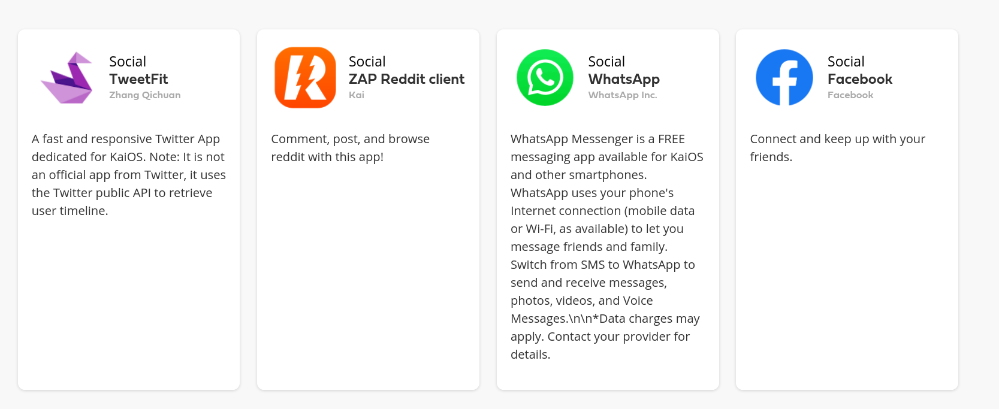 Social
TweetFit
Zhang Qichuan
A fast and responsive Twitter App
dedicated for KaiOS. Note: It is not
an official app from Twitter, it uses
the Twitter public API to retrieve
user timeline.
Social
ZAP Reddit client
Kai
Comment, post, and browse
reddit with this app!
Social
WhatsApp
WhatsApp Inc.
WhatsApp Messenger is a FREE
messaging app available for KaiOS
and other smartphones.
WhatsApp uses your phone's
Internet connection (mobile data
or Wi-Fi, as available) to let you
message friends and family.
Switch from SMS to WhatsApp to
send and receive messages,
photos, videos, and Voice
Messages.\n\n*Data charges may
apply. Contact your provider for
details.
Social
Facebook
Facebook
Connect and keep up with your
friends.